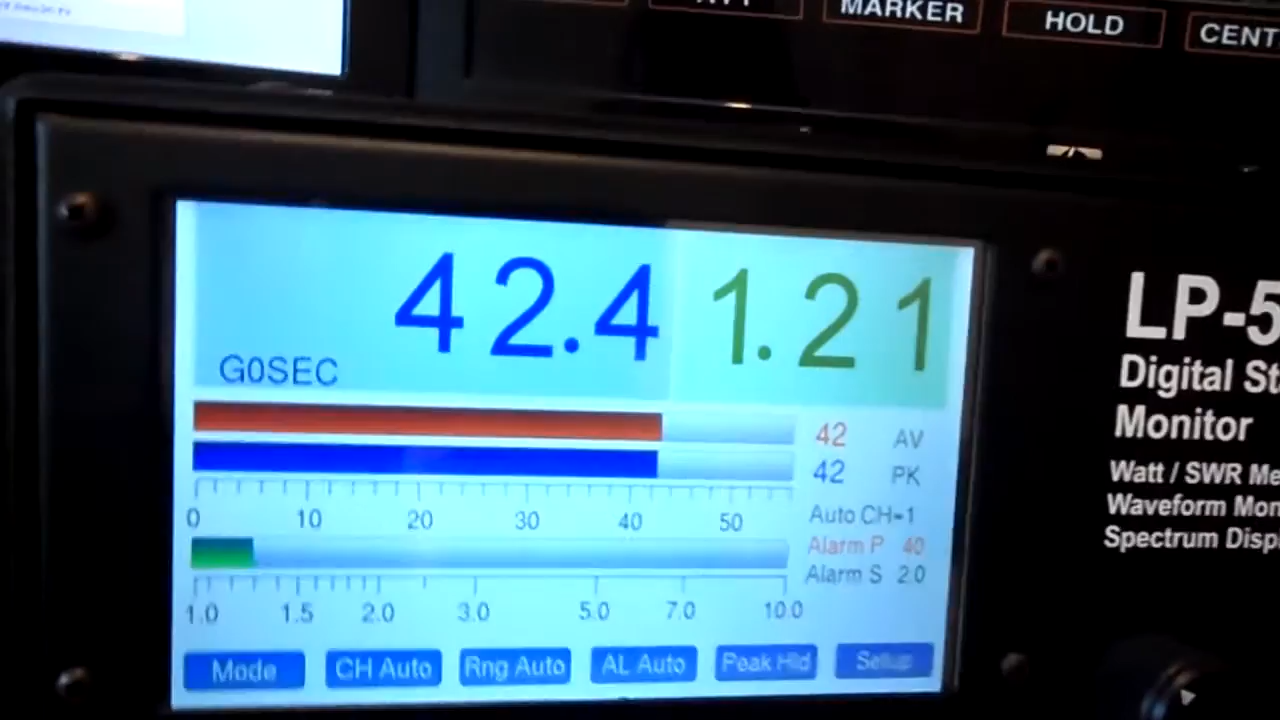 MARKER
HOLD
42.4 1.21
G0SEC
42 AV
42 PK
0 10 20 30 40 50
Auto CH=1
Alarm P 40
Alarm S 2.0
1.0 1.5 2.0 3.0 5.0 7.0 10.0
Mode CH Auto Rng Auto AL Auto Peak Hld Setup
LP-5
Digital St
Monitor
Watt / SWR Me
Waveform Mon
Spectrum Disp